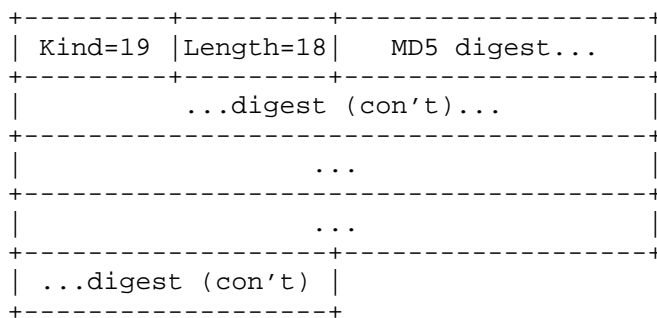 +---------+---------+-------------------+
| Kind=19 |Length=18| MD5 digest... |
+---------+---------+-------------------+
| ...digest (con't)... |
+---------------------------------------+
| ... |
+---------------------------------------+
| ... |
+-------------------+-------------------+
| ...digest (con't) |
+-------------------+